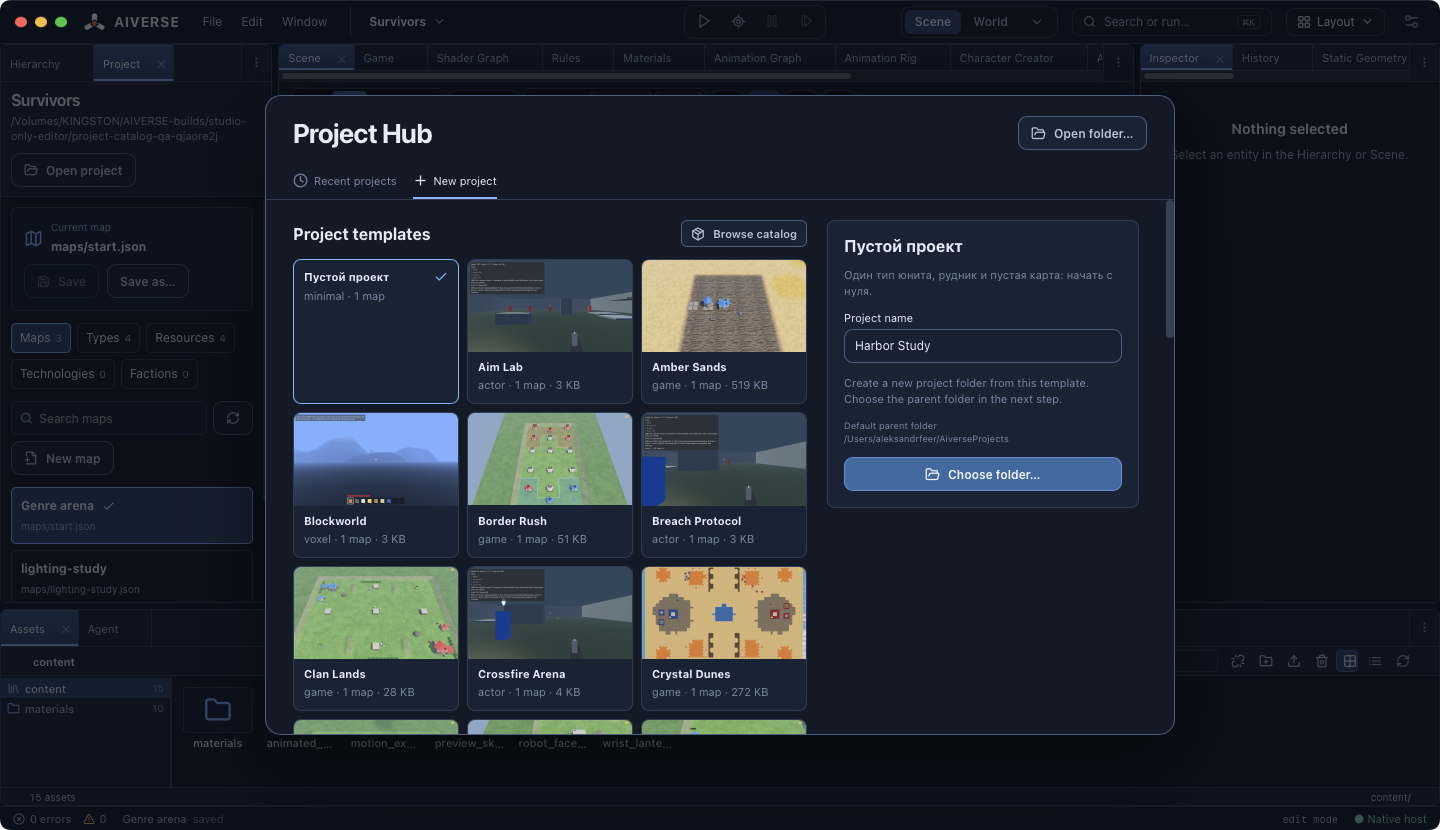 AIVERSE File Edit Window Survivors Scene World Search or run... ⌘K Layout
Hierarchy Project Scene Game Shader Graph Rules Materials Animation Graph Animation Rig Character Creator Inspector History Static Geometry
Survivors
/Volumes/KINGSTON/AIVERSE-builds/studio-
only-editor/project-catalog-qa-qjaore2j
Open project
Current map
maps/start.json
Save Save as...
Maps 3 Types 4 Resources 4
Technologies 0 Factions 0
Search maps
New map
Genre arena
maps/start.json
lighting-study
maps/lighting-study.json
Project Hub
Open folder...
Recent projects New project
Project templates
Browse catalog
Пустой проект
minimal · 1 map
Aim Lab
actor · 1 map · 3 KB
Amber Sands
game · 1 map · 519 KB
Blockworld
voxel · 1 map · 3 KB
Border Rush
game · 1 map · 51 KB
Breach Protocol
actor · 1 map · 3 KB
Clan Lands
game · 1 map · 28 KB
Crossfire Arena
actor · 1 map · 4 KB
Crystal Dunes
game · 1 map · 272 KB
Пустой проект
Один тип юнита, рудник и пустая карта: начать с
нуля.
Project name
Harbor Study
Create a new project folder from this template.
Choose the parent folder in the next step.
Default parent folder
/Users/aleksandrfeer/AiverseProjects
Choose folder...
Nothing selected
Select an entity in the Hierarchy or Scene.
Assets Agent
content
content 15
materials 10
materials animated_... motion_ex... preview_sk... robot_face... wrist_lante...
15 assets content/
0 errors 0 Genre arena · saved edit mode Native host